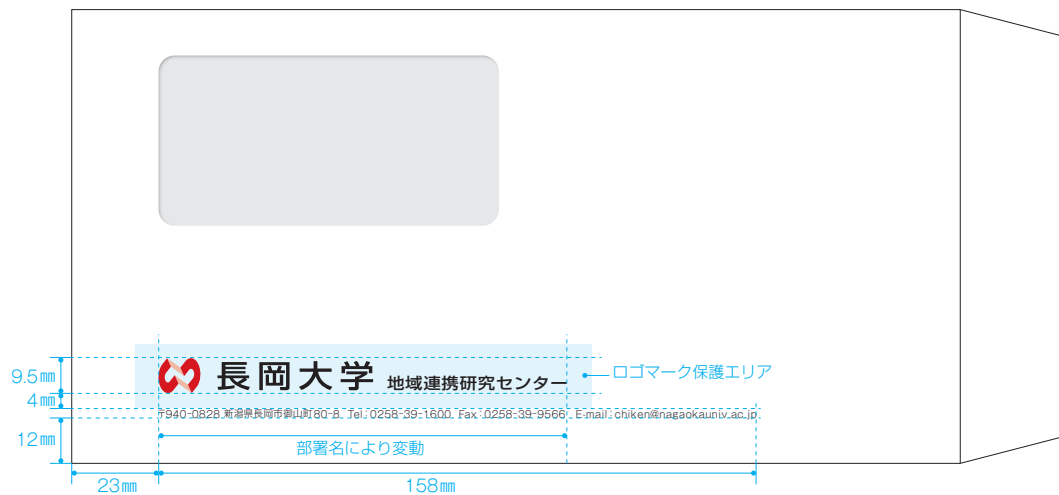 長岡大学 地域連携研究センター
ロゴマーク保護エリア
9.5㎜
4㎜
〒940-0828 新潟県長岡市御山町80-8 Tel : 0258-39-1600 Fax : 0258-39-9566 E-mail : chiken@nagaokauniv.ac.jp
12㎜
部署名により変動
23㎜
158㎜